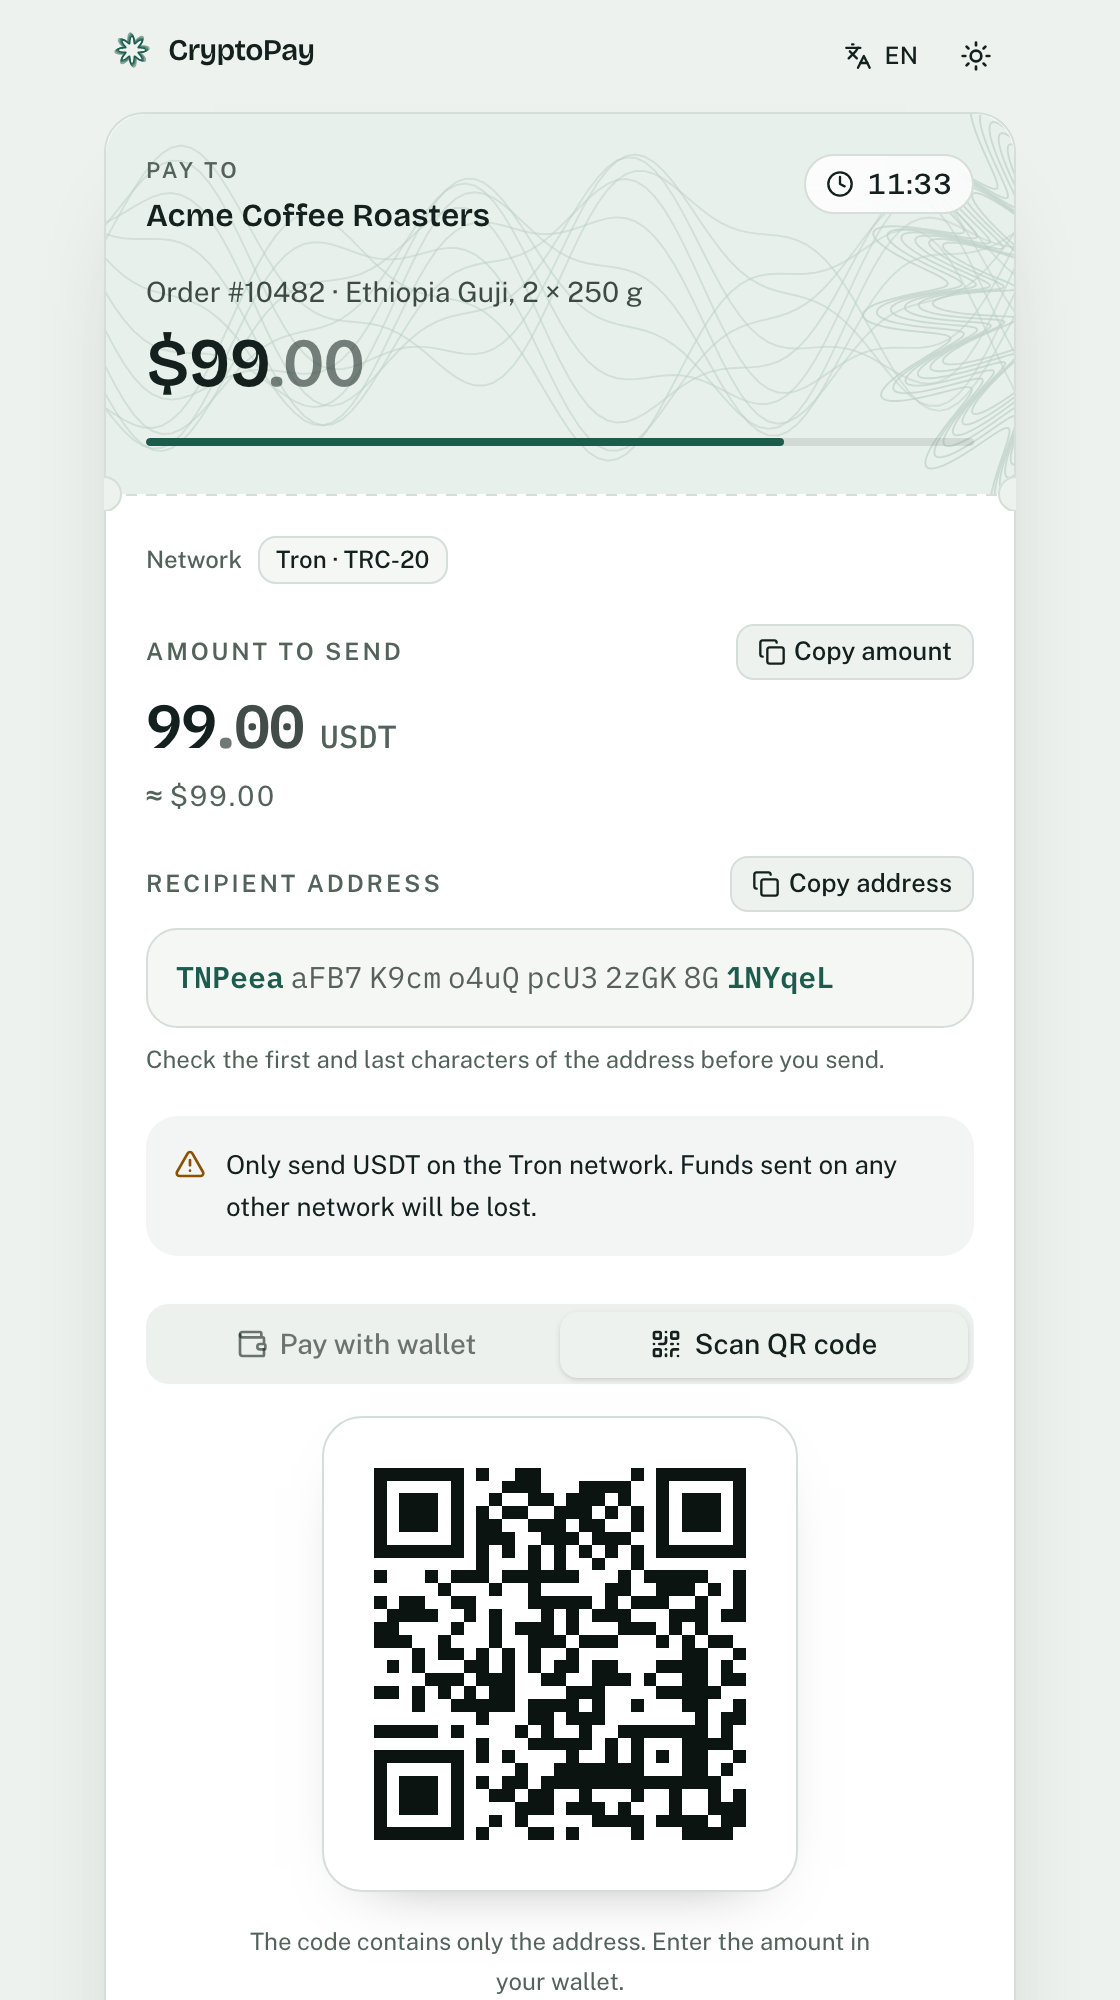 CryptoPay
EN
PAY TO
11:33
Acme Coffee Roasters
Order #10482 · Ethiopia Guji, 2 × 250 g
$99.00
Network
Tron · TRC-20
AMOUNT TO SEND
Copy amount
99.00 USDT
≈ $99.00
RECIPIENT ADDRESS
Copy address
TNPeea aFB7 K9cm o4uQ pcU3 2zGK 8G 1NYqeL
Check the first and last characters of the address before you send.
Only send USDT on the Tron network. Funds sent on any
other network will be lost.
Pay with wallet
Scan QR code
The code contains only the address. Enter the amount in
your wallet.